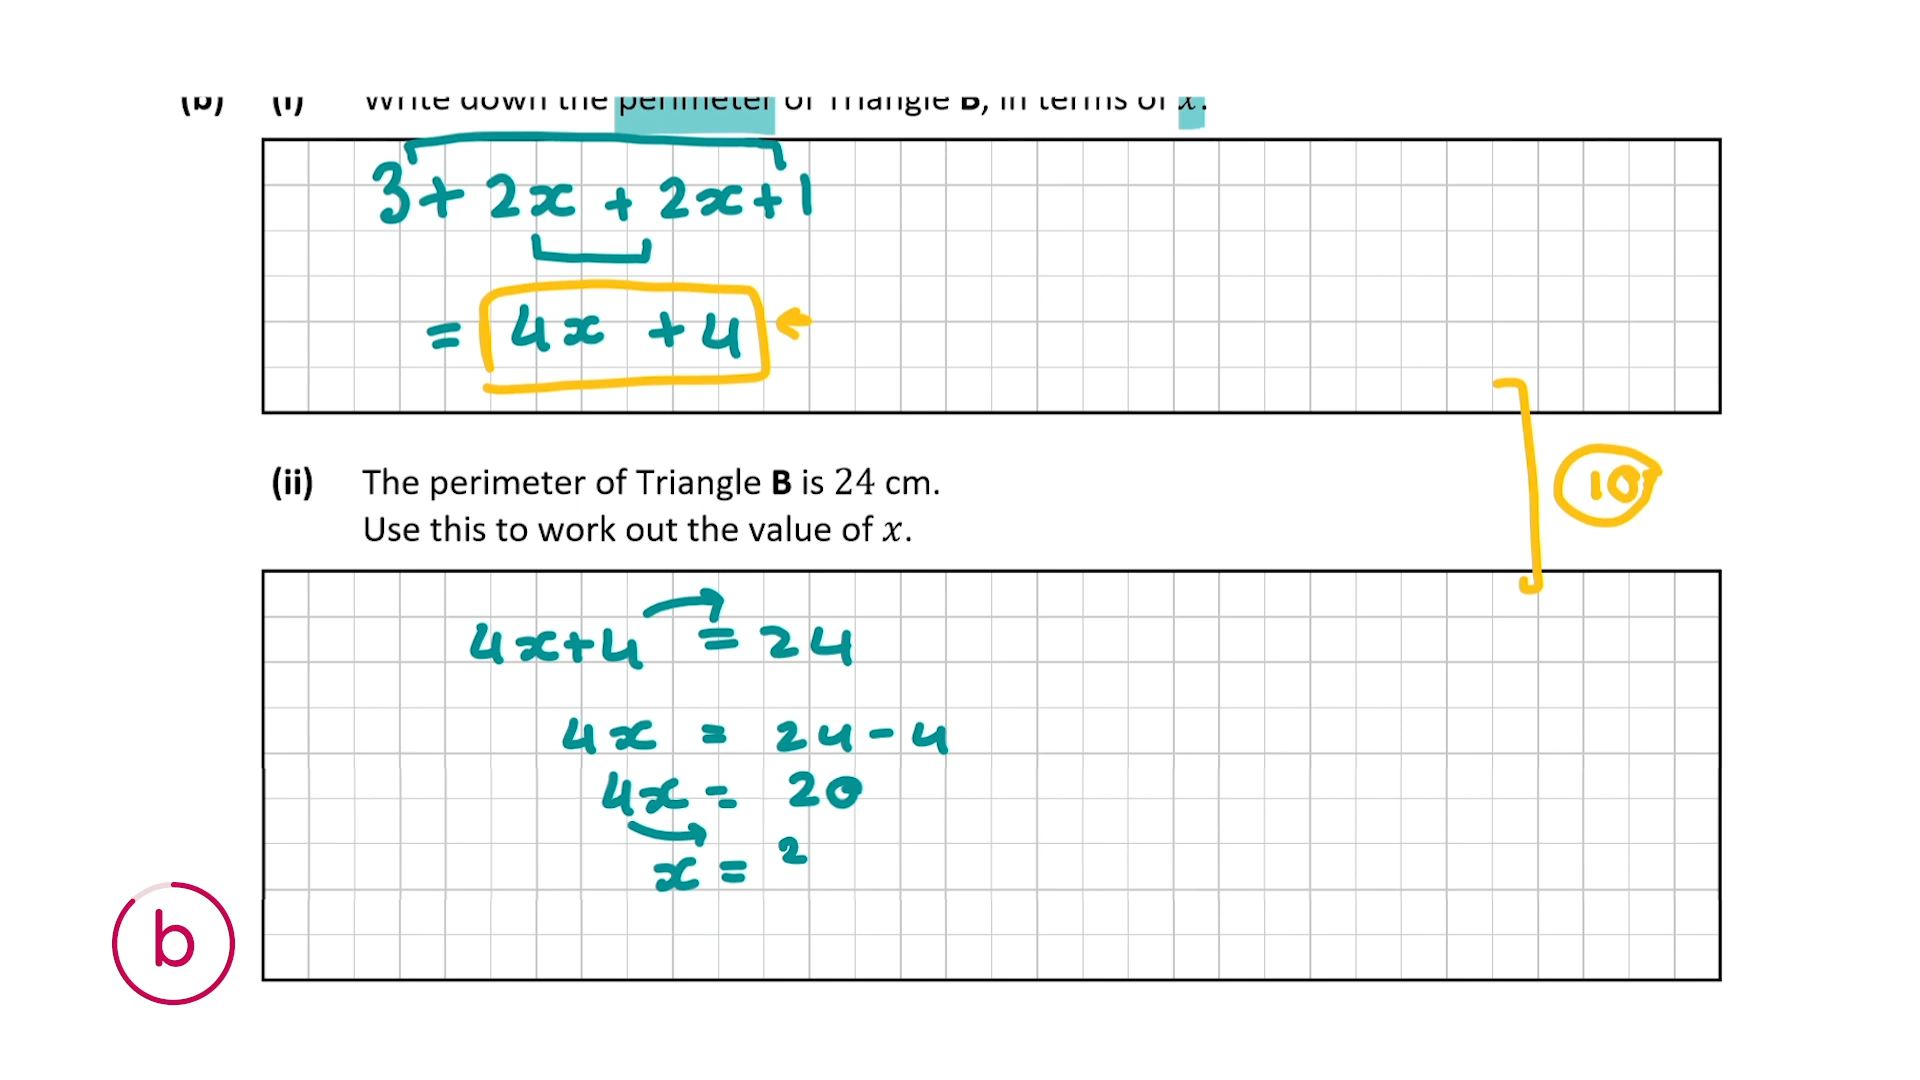 (b) (i) Write down the perimeter of Triangle B, in terms of x.
3 + 2x + 2x + 1
= 4x + 4
(ii) The perimeter of Triangle B is 24 cm.
Use this to work out the value of x.
10
4x+4 = 24
4x = 24 - 4
4x = 20
x = 2
b